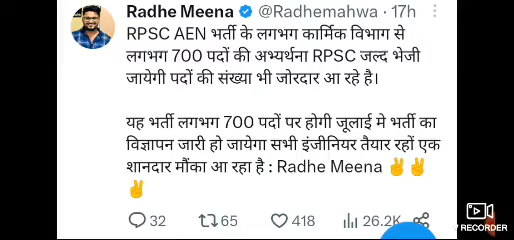 Radhe Meena @Radhemahwa · 17h
RPSC AEN भर्ती के लगभग कार्मिक विभाग से
लगभग 700 पदों की अभ्यर्थना RPSC जल्द भेजी
जायेगी पदों की संख्या भी जोरदार आ रहे है।
यह भर्ती लगभग 700 पदों पर होगी जूलाई मे भर्ती का
विज्ञापन जारी हो जायेगा सभी इंजीनियर तैयार रहों एक
शानदार मौंका आ रहा है : Radhe Meena ✌️✌️
✌️
32 65 418 26.2K
RECORDER